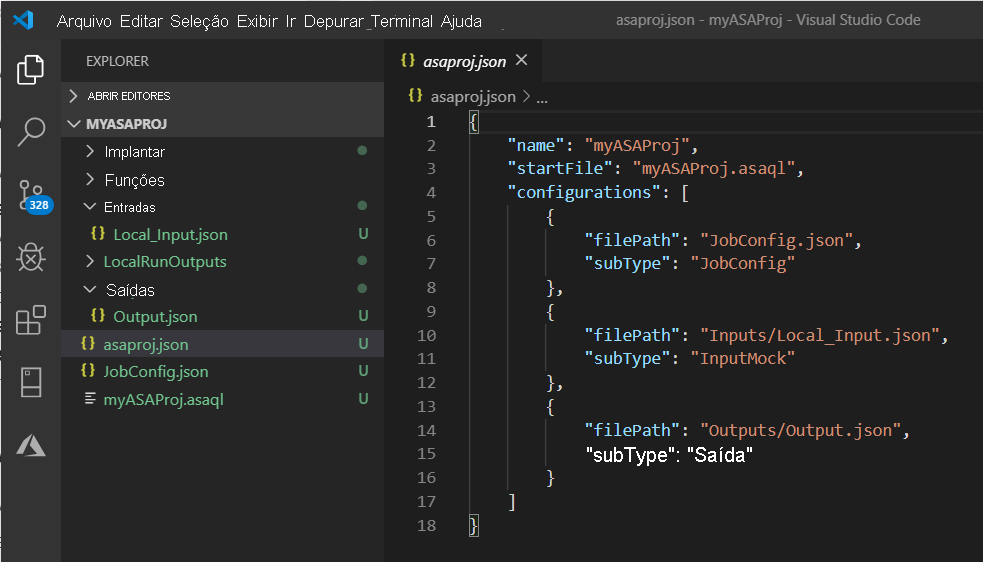 Arquivo Editar Seleção Exibir Ir Depurar Terminal Ajuda
asaproj.json - myASAProj - Visual Studio Code
EXPLORER
ABRIR EDITORES
MYASAPROJ
Implantar
Funções
Entradas
{} Local_Input.json U
LocalRunOutputs
Saídas
{} Output.json U
{} asaproj.json U
{} JobConfig.json U
myASAProj.asaql U
328
{} asaproj.json ×
{} asaproj.json > ...
1 {
2 "name": "myASAProj",
3 "startFile": "myASAProj.asaql",
4 "configurations": [
5 {
6 "filePath": "JobConfig.json",
7 "subType": "JobConfig"
8 },
9 {
10 "filePath": "Inputs/Local_Input.json",
11 "subType": "InputMock"
12 },
13 {
14 "filePath": "Outputs/Output.json",
15 "subType": "Saída"
16 }
17 ]
18 }